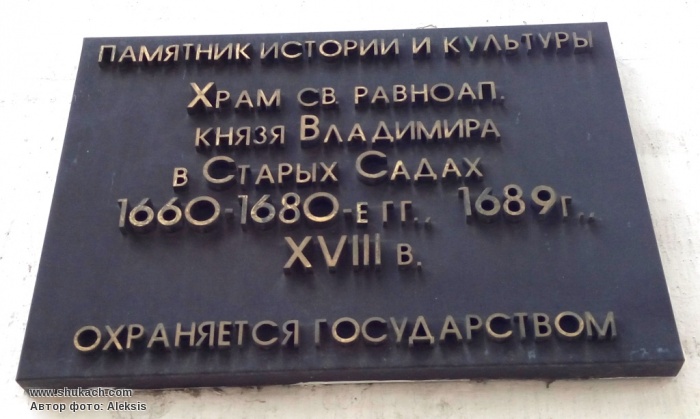 ПАМЯТНИК ИСТОРИИ И КУЛЬТУРЫ
ХРАМ СВ. РАВНОАП.
КНЯЗЯ ВЛАДИМИРА
В СТАРЫХ САДАХ
1660-1680-Е ГГ., 1689Г.,
XVIII В.
ОХРАНЯЕТСЯ ГОСУДАРСТВОМ
www.shukach.com
Автор фото: Aleksis